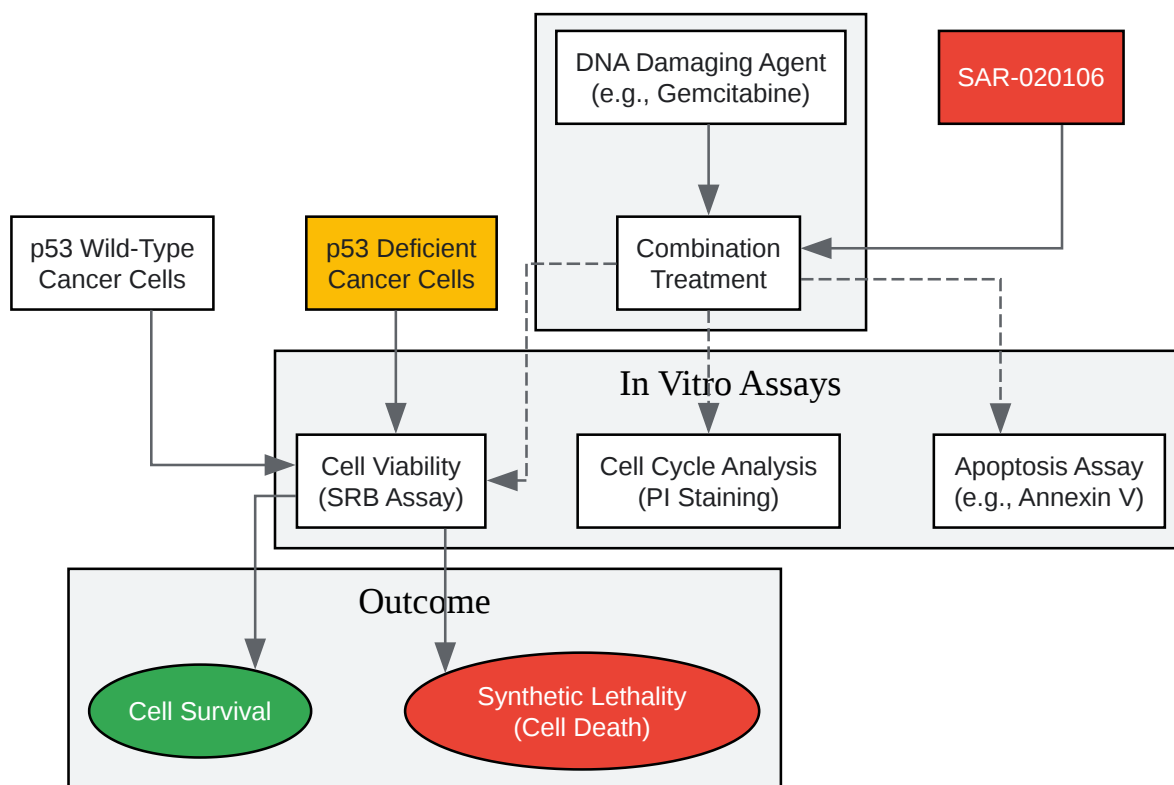 DNA Damaging Agent
(e.g., Gemcitabine)
SAR-020106
p53 Wild-Type
Cancer Cells
p53 Deficient
Cancer Cells
Combination
Treatment
In Vitro Assays
Cell Viability
(SRB Assay)
Cell Cycle Analysis
(PI Staining)
Apoptosis Assay
(e.g., Annexin V)
Outcome
Cell Survival
Synthetic Lethality
(Cell Death)